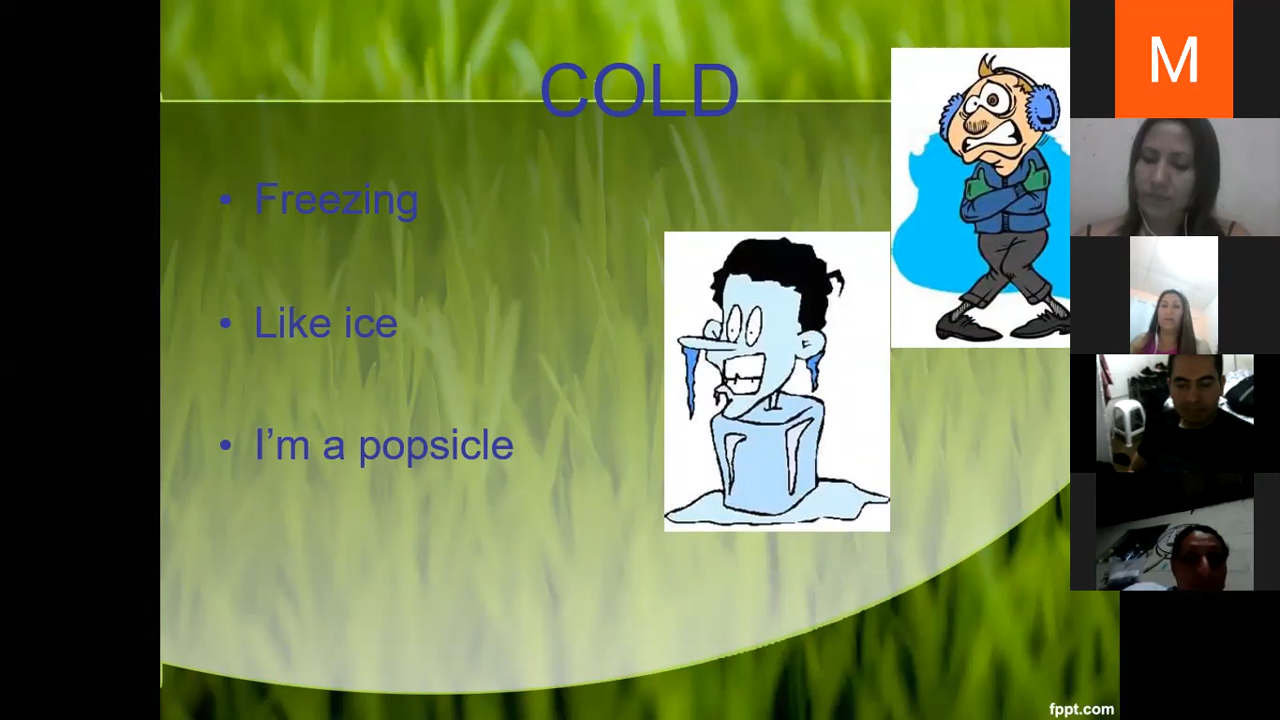 COLD
• Freezing
• Like ice
• I'm a popsicle
M
fppt.com